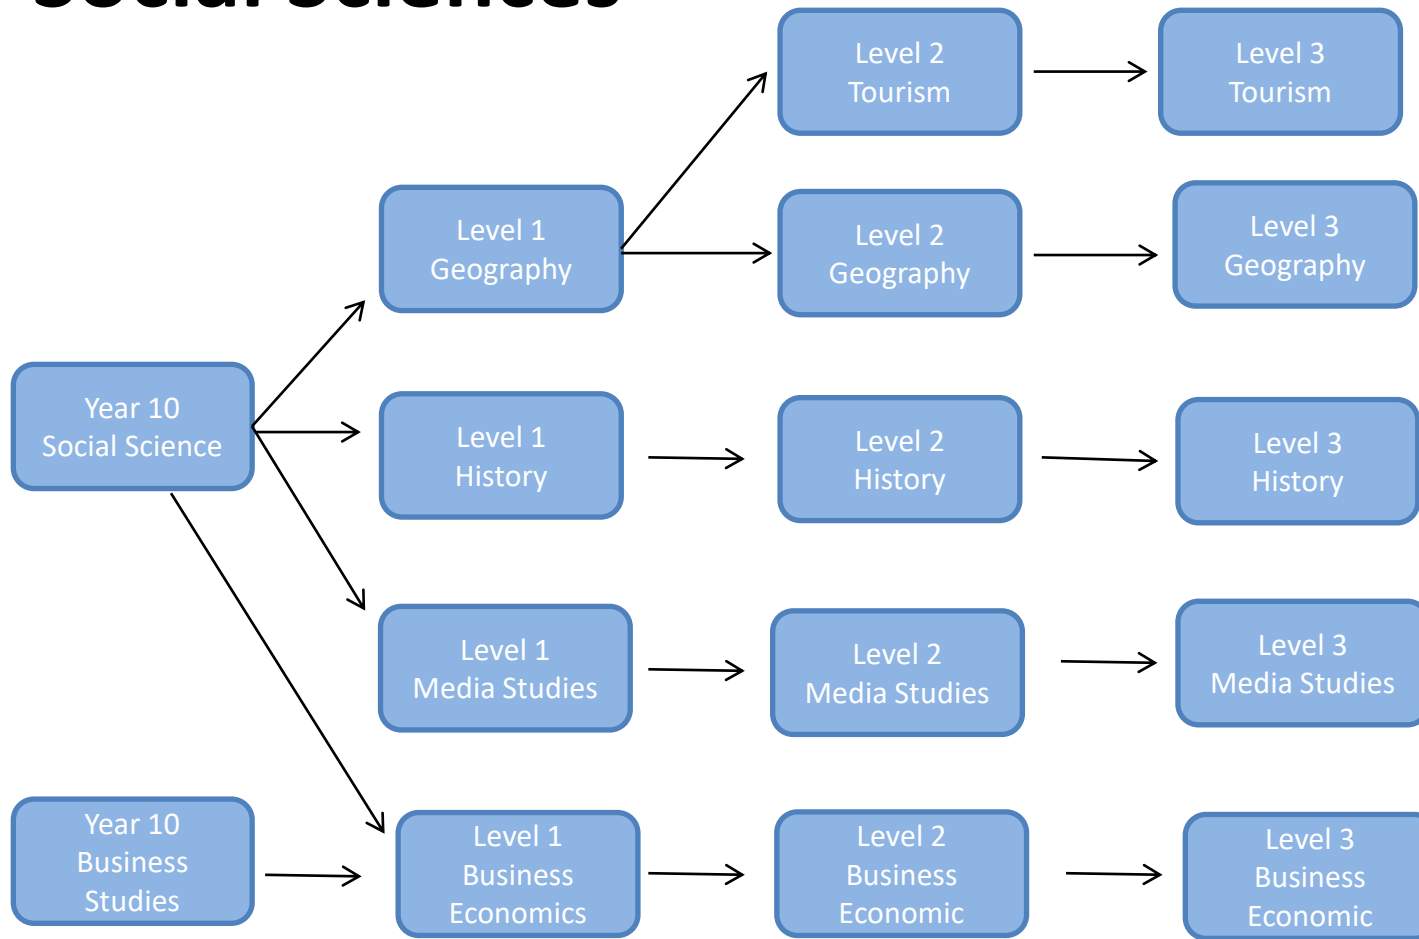 Social Sciences
Level 2
Tourism
Level 3
Tourism
Level 1
Geography
Level 2
Geography
Level 3
Geography
Year 10
Social Science
Level 1
History
Level 2
History
Level 3
History
Level 1
Media Studies
Level 2
Media Studies
Level 3
Media Studies
Year 10
Business
Studies
Level 1
Business
Economics
Level 2
Business
Economic
Level 3
Business
Economic